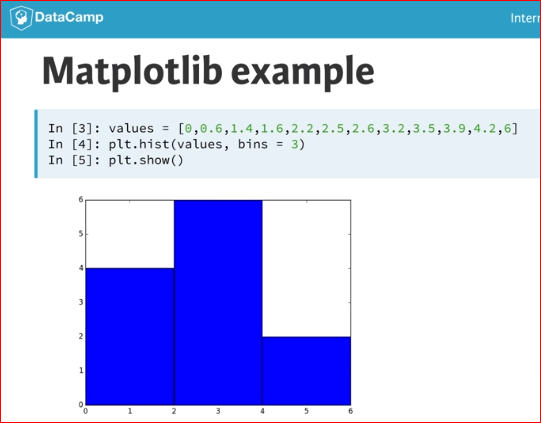 DataCamp
Inter
Matplotlib example
In [3]: values = [0,0.6,1.4,1.6,2.2,2.5,2.6,3.2,3.5,3.9,4.2,6]
In [4]: plt.hist(values, bins = 3)
In [5]: plt.show()
6
5
4
3
2
1
0
0 1 2 3 4 5 6